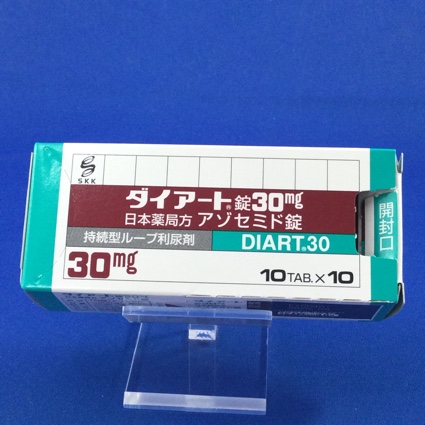 SKK
ダイアート®錠30mg
日本薬局方 アゾセミド錠
持続型ループ利尿剤
DIART®30
30mg
10TAB.×10
開封口